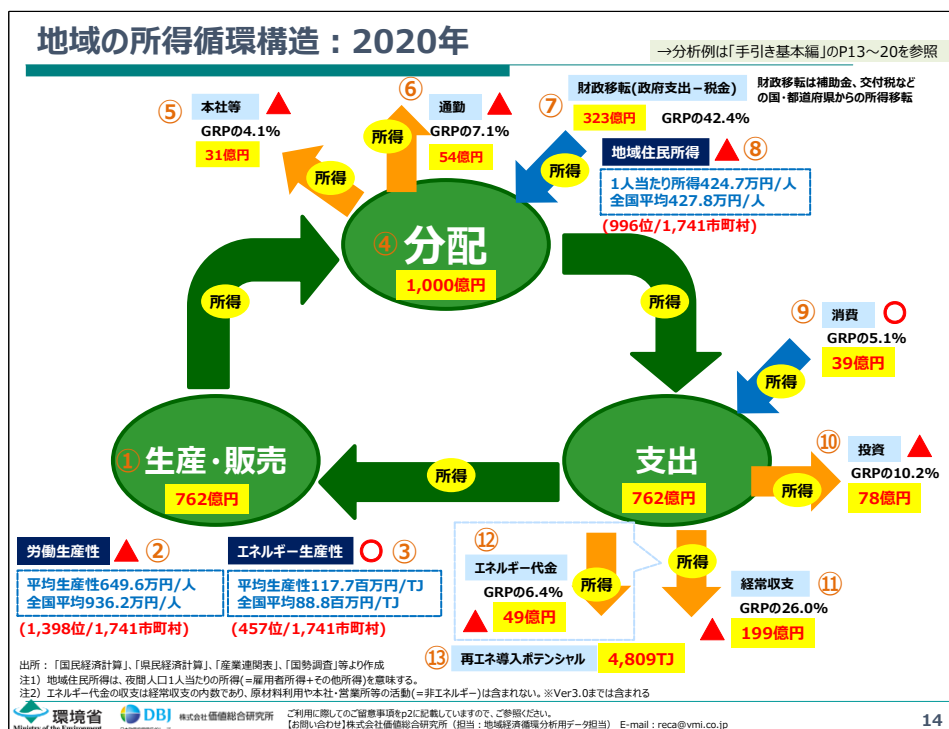 地域の所得循環構造：2020年
→分析例は「手引き基本編」のP13～20を参照
⑤
本社等
▲
GRPの4.1%
31億円
⑥
通勤
▲
GRPの7.1%
54億円
⑦
財政移転(政府支出－税金)
財政移転は補助金、交付税など
の国・都道府県からの所得移転
323億円 GRPの42.4%
地域住民所得 ▲ ⑧
1人当たり所得424.7万円/人
全国平均427.8万円/人
(996位/1,741市町村)
所得
所得
所得
④ 分配
1,000億円
所得
所得
⑨ 消費 ○
GRPの5.1%
39億円
所得
① 生産・販売
762億円
所得
支出
762億円
⑩ 投資 ▲
GRPの10.2%
78億円
所得
労働生産性 ▲ ②
平均生産性649.6万円/人
全国平均936.2万円/人
(1,398位/1,741市町村)
エネルギー生産性 ○ ③
平均生産性117.7百万円/TJ
全国平均88.8百万円/TJ
(457位/1,741市町村)
⑫
エネルギー代金
GRPの6.4%
▲ 49億円
所得
所得
経常収支 ⑪
GRPの26.0%
▲ 199億円
⑬ 再エネ導入ポテンシャル 4,809TJ
出所：「国民経済計算」、「県民経済計算」、「産業連関表」、「国勢調査」等より作成
注1）地域住民所得は、夜間人口1人当たりの所得(=雇用者所得+その他所得)を意味する。
注2）エネルギー代金の収支は経常収支の内数であり、原材料利用や本社・営業所等の活動(=非エネルギー)は含まれない。※Ver3.0までは含まれる
環境省
Ministry of the Environment
DBJ
株式会社価値総合研究所
ご利用に際してのご留意事項をp2に記載していますので、ご参照ください。
【お問い合わせ】株式会社価値総合研究所（担当：地域経済循環分析用データ担当） E-mail：reca@vmi.co.jp
14